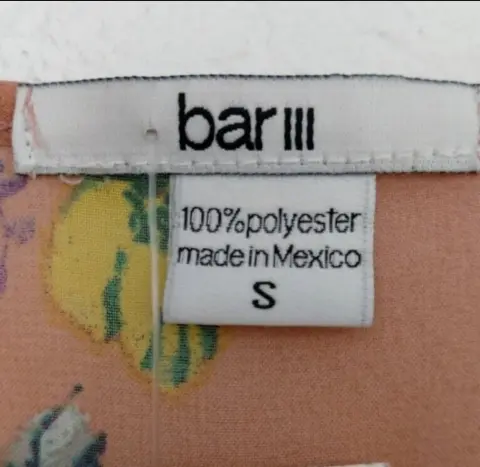 bar III
100% polyester
made in Mexico
S